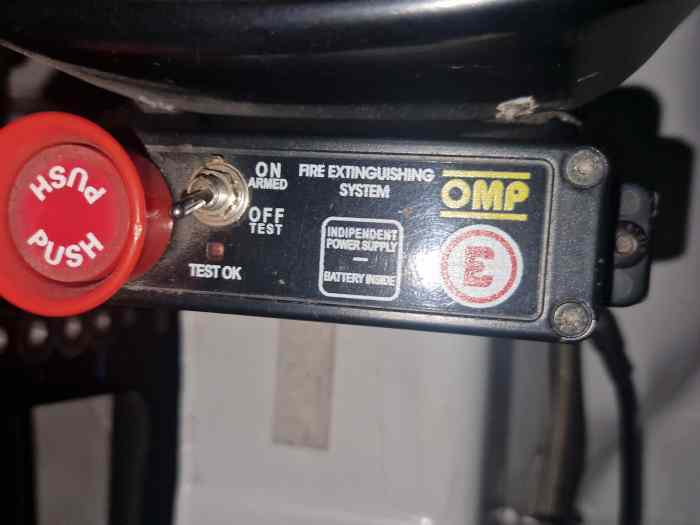 PUSH
PUSH
ON
ARMED
OFF
TEST
TEST OK
FIRE EXTINGUISHING
SYSTEM
INDIPENDENT
POWER SUPPLY
–
BATTERY INSIDE
OMP
E